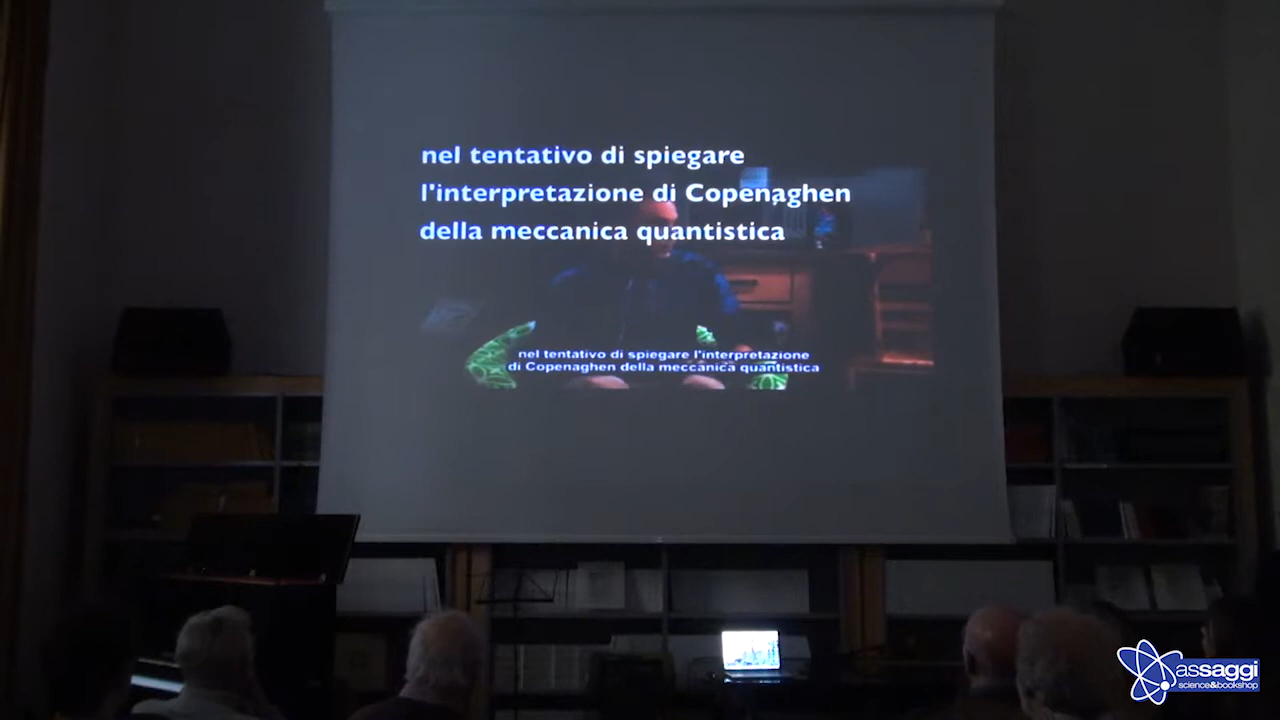 nel tentativo di spiegare
l'interpretazione di Copenaghen
della meccanica quantistica
nel tentativo di spiegare l'interpretazione
di Copenaghen della meccanica quantistica
assaggi
science&bookshop